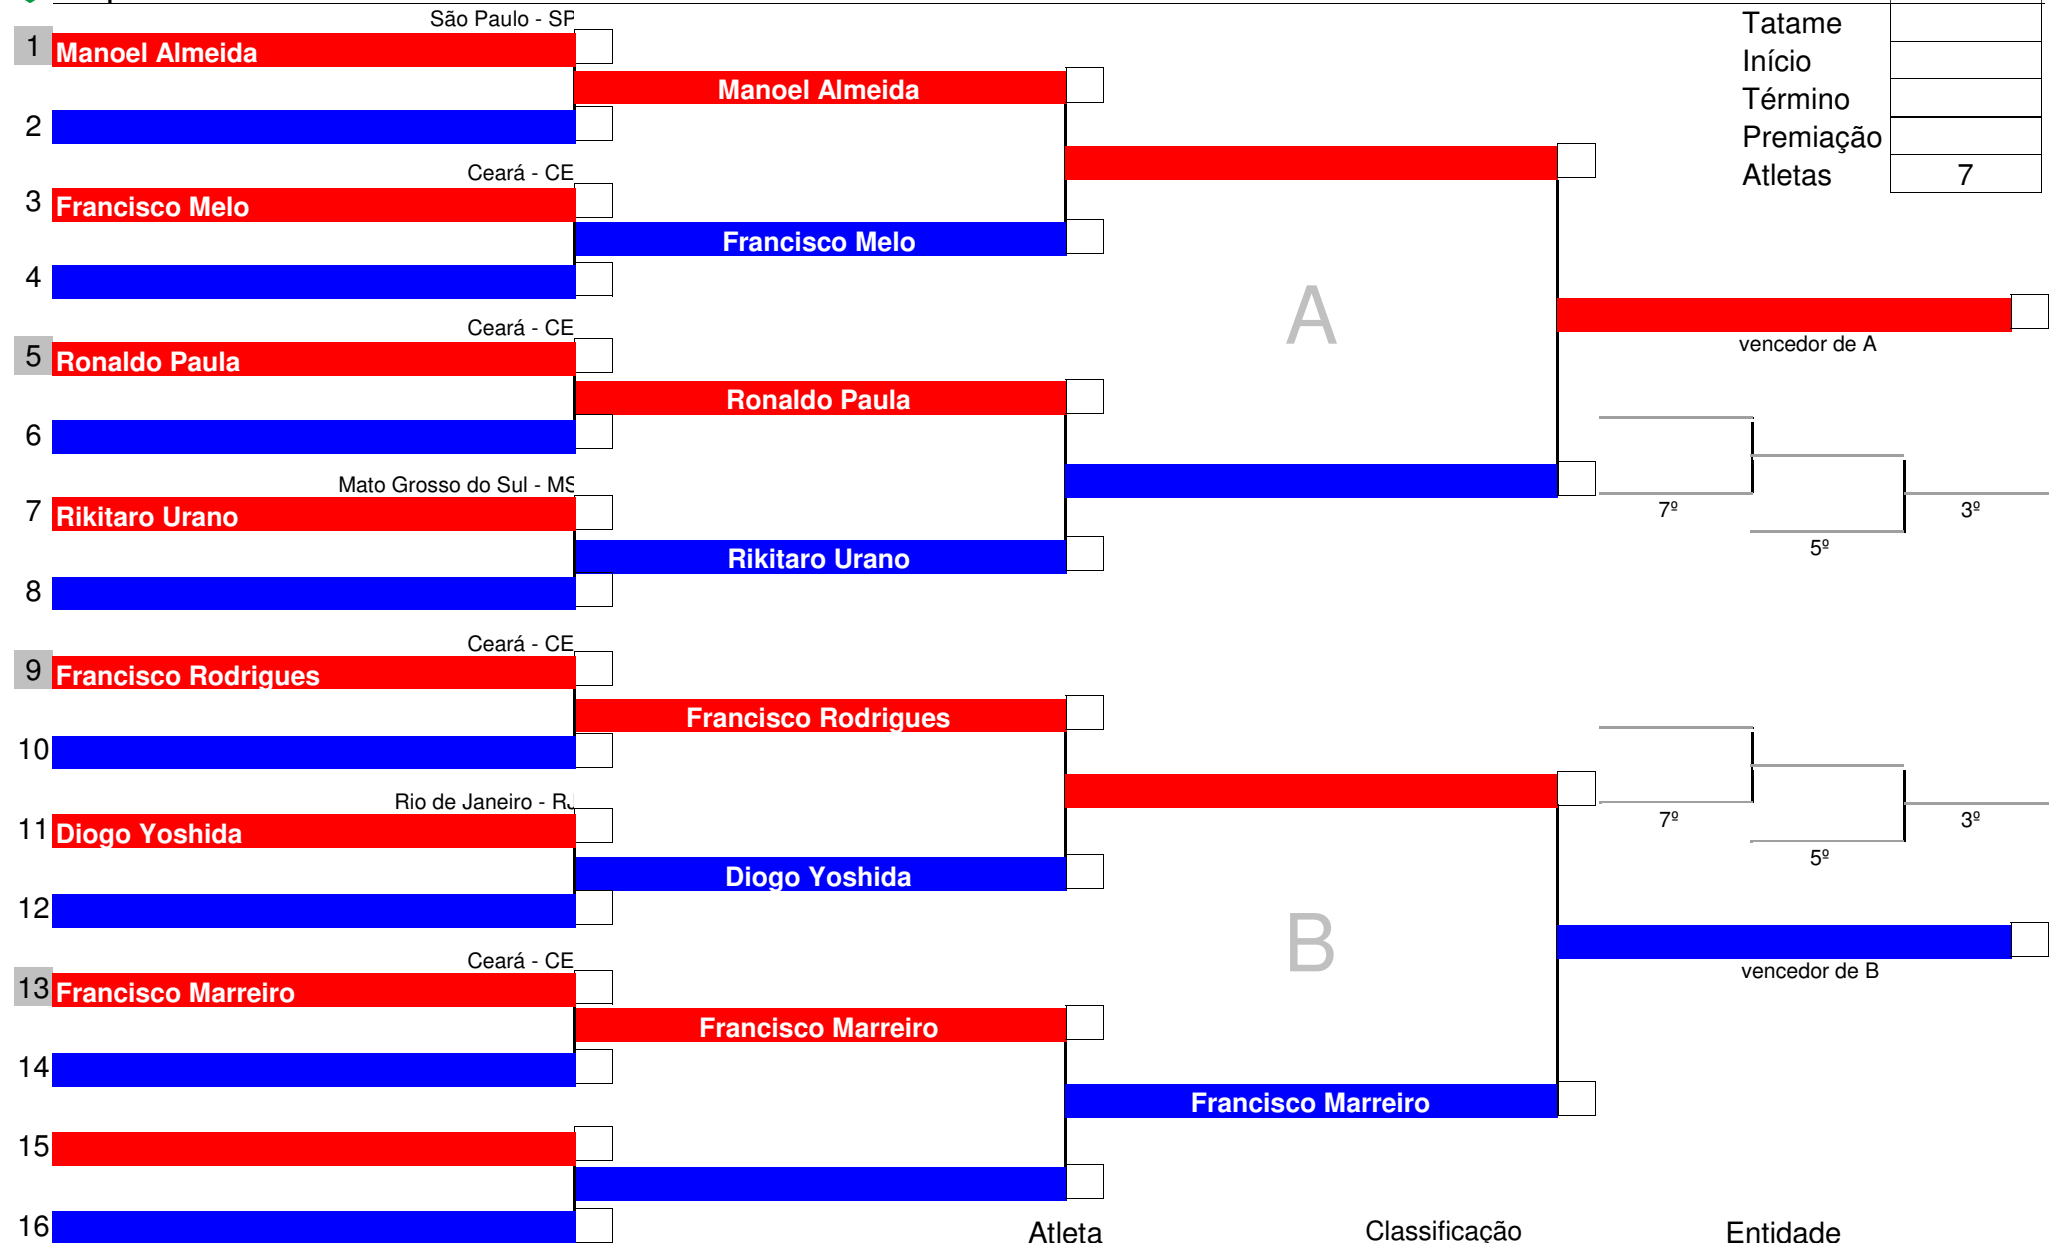 São Paulo - SP
1 Manoel Almeida
Manoel Almeida
2
Ceará - CE
3 Francisco Melo
Francisco Melo
4
Ceará - CE
5 Ronaldo Paula
Ronaldo Paula
6
Mato Grosso do Sul - MS
7 Rikitaro Urano
Rikitaro Urano
8
Ceará - CE
9 Francisco Rodrigues
Francisco Rodrigues
10
Rio de Janeiro - RJ
11 Diogo Yoshida
Diogo Yoshida
12
Ceará - CE
13 Francisco Marreiro
Francisco Marreiro
14
Francisco Marreiro
15
16
A
B
Tatame
Início
Término
Premiação
Atletas 7
vencedor de A
7º
3º
5º
7º
3º
5º
vencedor de B
Atleta Classificação Entidade